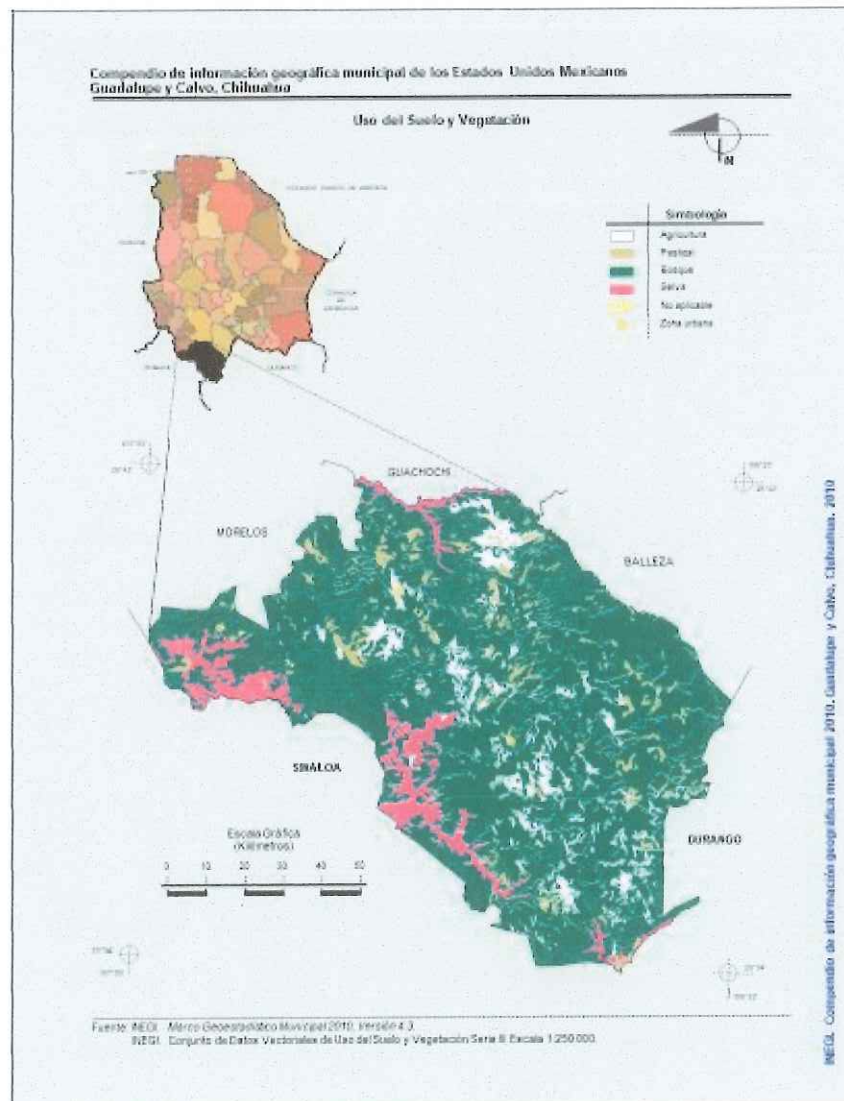 Compendio de información geográfica municipal de los Estados Unidos Mexicanos
Guadalupe y Calvo, Chihuahua
Uso del Suelo y Vegetación
N
Simbología
Agricultura
Pastizal
Bosque
Selva
No aplicable
Zona urbana
GUACHOCHI
MORELOS
BALLEZA
SINALOA
DURANGO
Escala Gráfica
(Kilómetros)
0 10 20 30 40 50
Fuente: INEGI. Marco Geoestadístico Municipal 2010, versión 4.3.
INEGI. Conjunto de Datos Vectoriales de Uso del Suelo y Vegetación Serie III Escala 1:250 000.
INEGI. Compendio de información geográfica municipal 2010. Guadalupe y Calvo, Chihuahua. 2010